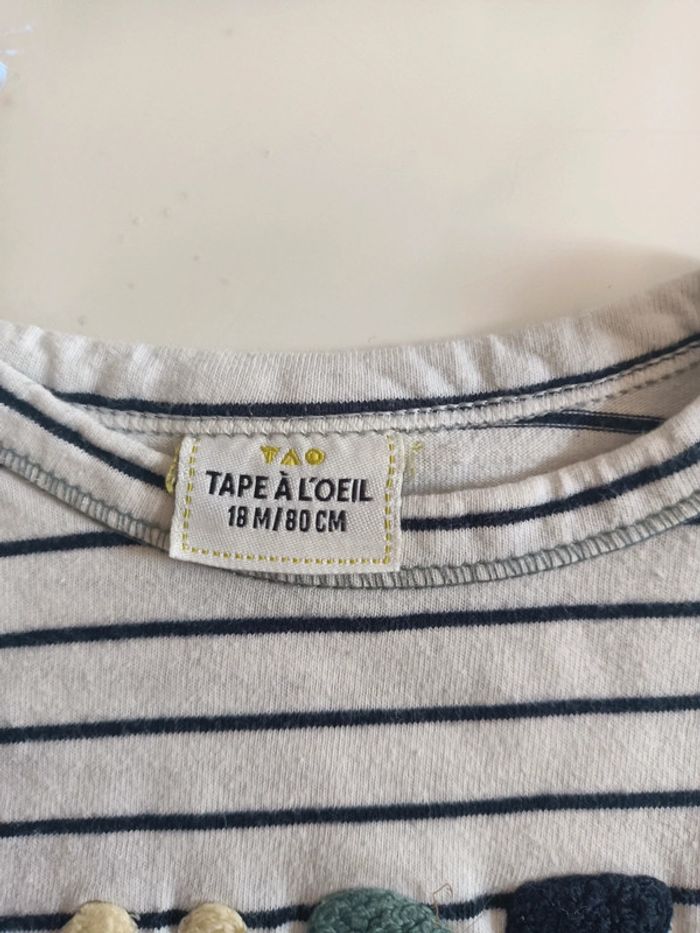 TAO
TAPE À L'OEIL
18 M/80 CM